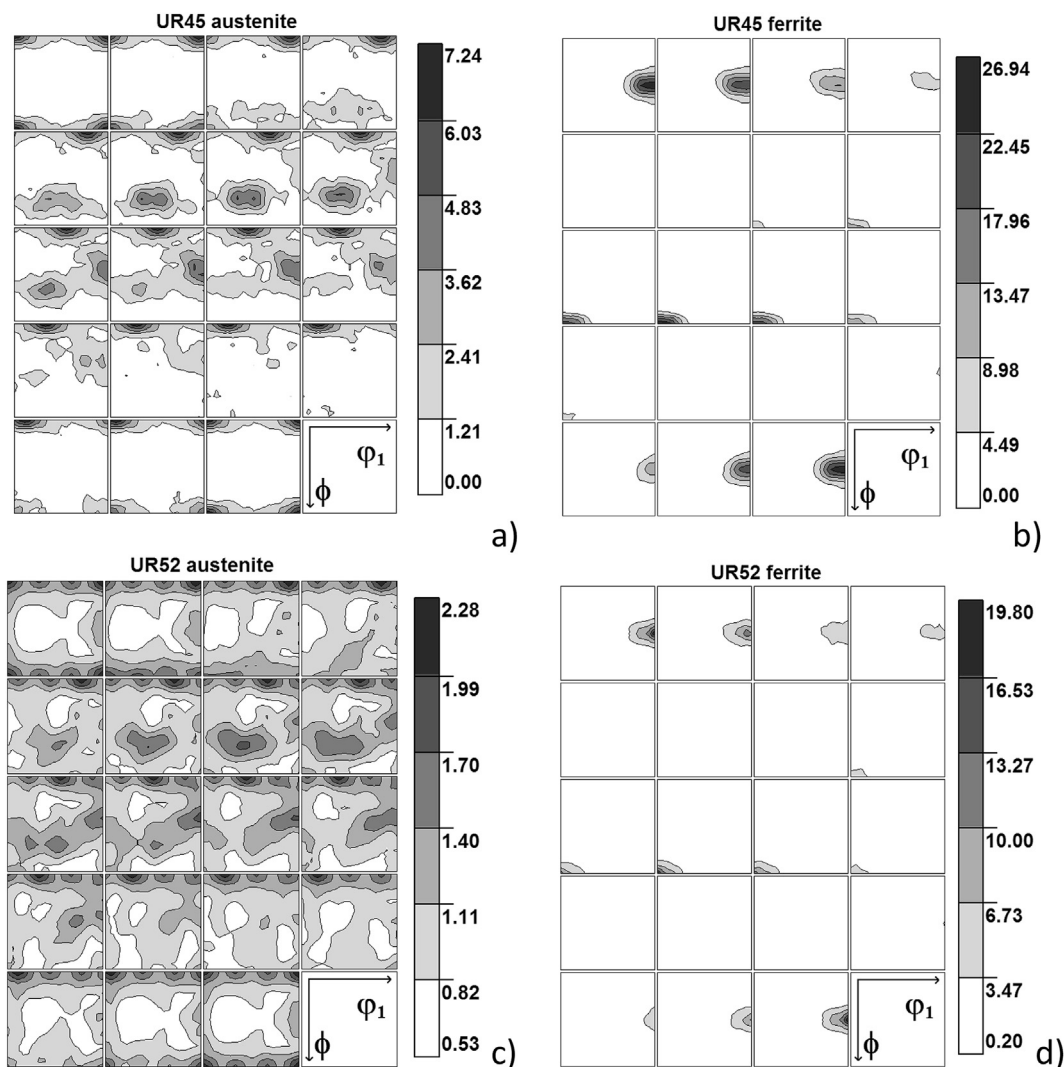 UR45 austenite
7.24
6.03
4.83
3.62
2.41
1.21
0.00
φ1
ϕ
a)
UR45 ferrite
26.94
22.45
17.96
13.47
8.98
4.49
0.00
φ1
ϕ
b)
UR52 austenite
2.28
1.99
1.70
1.40
1.11
0.82
0.53
φ1
ϕ
c)
UR52 ferrite
19.80
16.53
13.27
10.00
6.73
3.47
0.20
φ1
ϕ
d)